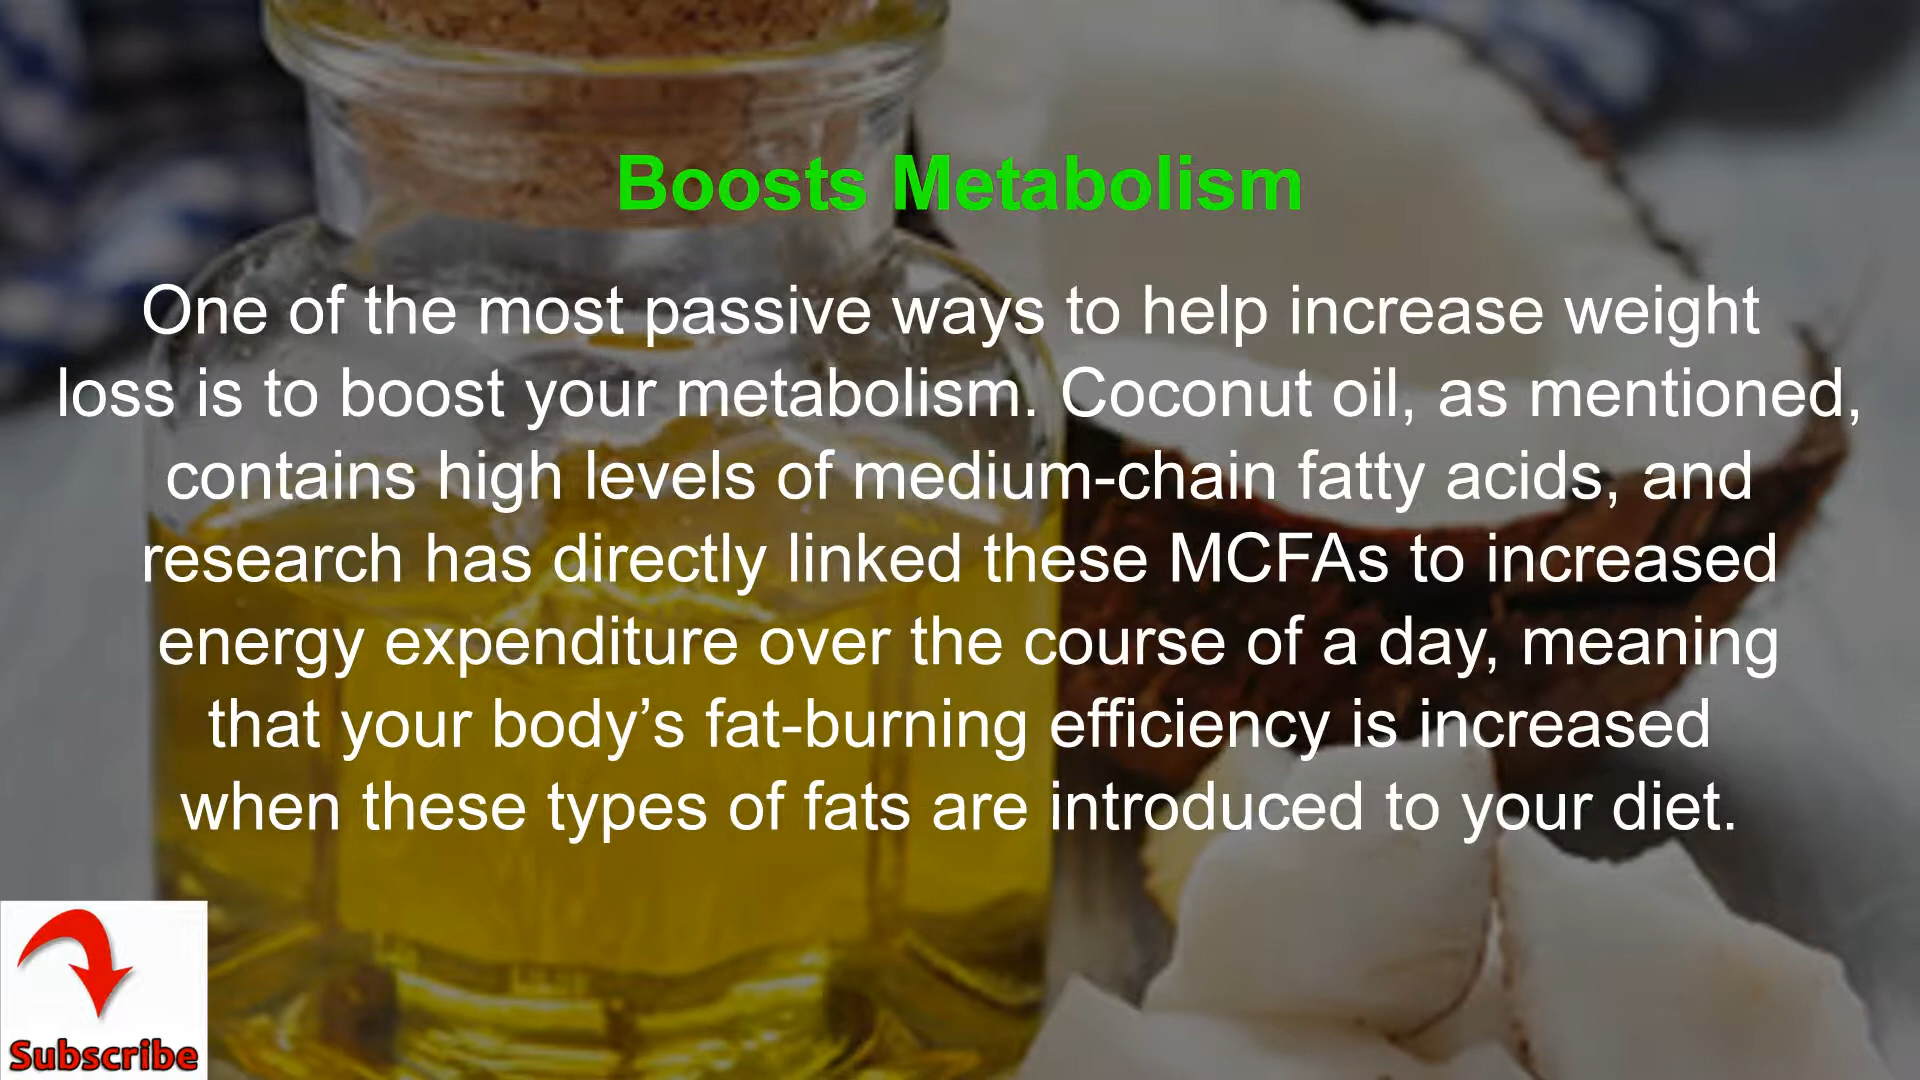 Boosts Metabolism
One of the most passive ways to help increase weight
loss is to boost your metabolism. Coconut oil, as mentioned,
contains high levels of medium-chain fatty acids, and
research has directly linked these MCFAs to increased
energy expenditure over the course of a day, meaning
that your body’s fat-burning efficiency is increased
when these types of fats are introduced to your diet.
Subscribe